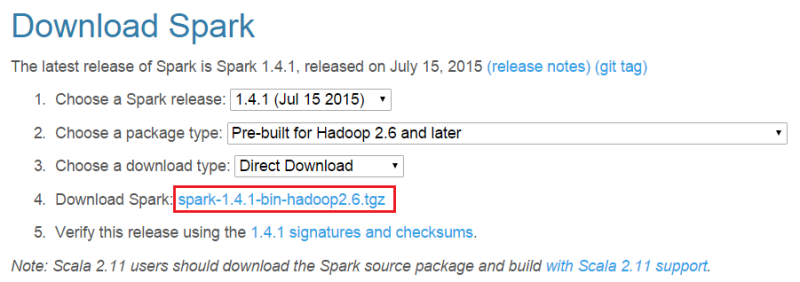 Download Spark
The latest release of Spark is Spark 1.4.1, released on July 15, 2015 (release notes) (git tag)
1. Choose a Spark release: 1.4.1 (Jul 15 2015)
2. Choose a package type: Pre-built for Hadoop 2.6 and later
3. Choose a download type: Direct Download
4. Download Spark: spark-1.4.1-bin-hadoop2.6.tgz
5. Verify this release using the 1.4.1 signatures and checksums.
Note: Scala 2.11 users should download the Spark source package and build with Scala 2.11 support.